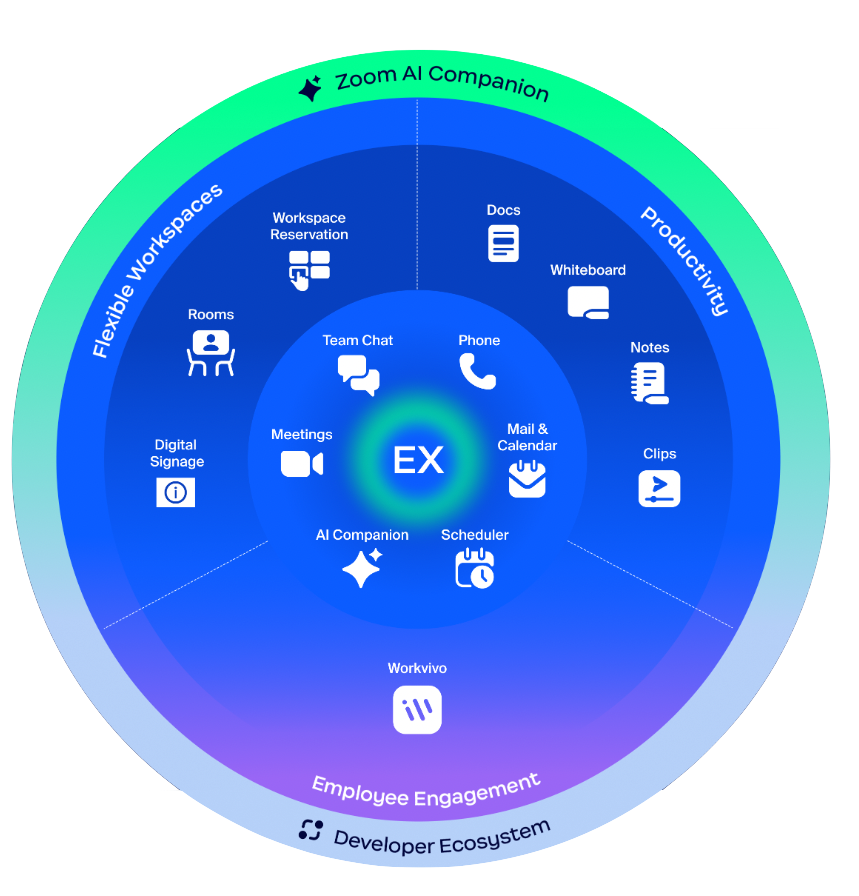 Zoom AI Companion
Flexible Workspaces
Productivity
Workspace
Reservation
Docs
Whiteboard
Rooms
Notes
Team Chat
Phone
Meetings
Mail &
Calendar
EX
Digital
Signage
Clips
AI Companion
Scheduler
Workvivo
Employee Engagement
Developer Ecosystem